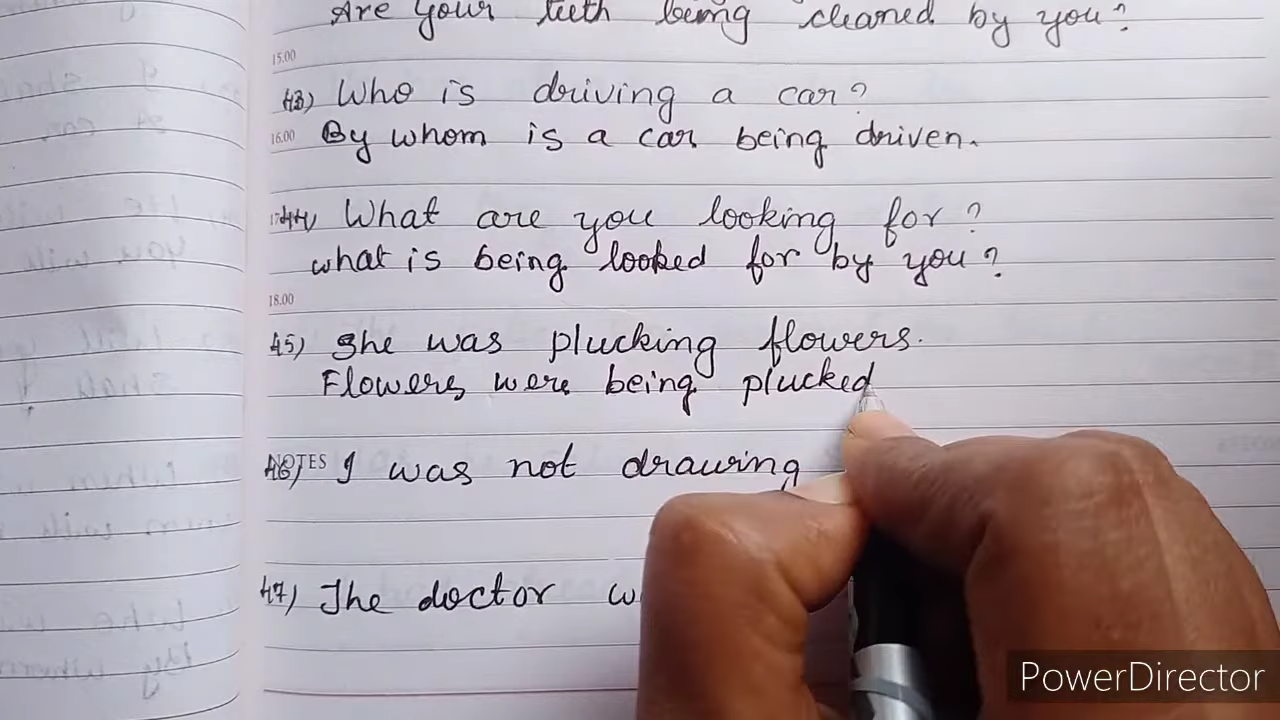 Are your teeth being cleaned by you?
15.00
43) Who is driving a car?
16.00 By whom is a car being driven.
44) What are you looking for?
what is being looked for by you?
18.00
45) She was plucking flowers.
Flowers were being plucked
46) NOTES I was not drawing
47) The doctor w
PowerDirector